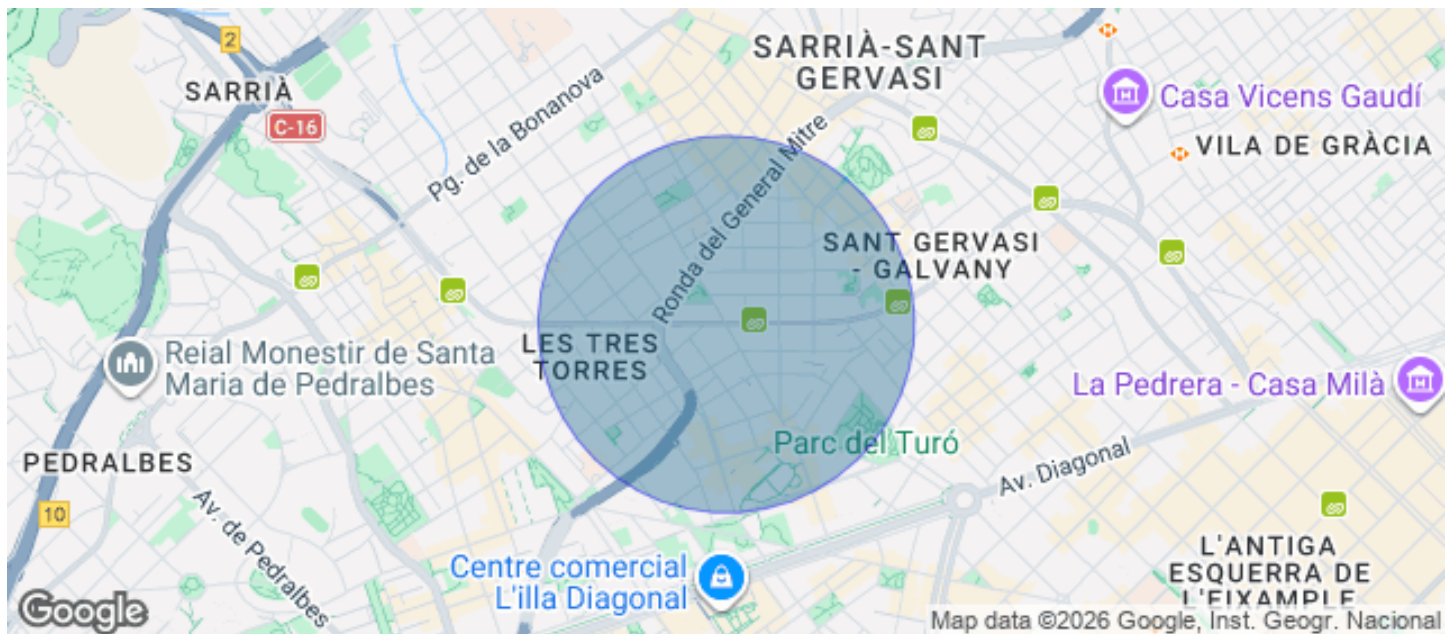 2
SARRIÀ
C-16
Pg. de la Bonanova
SARRIÀ-SANT
GERVASI
Casa Vicens Gaudí
VILA DE GRÀCIA
Ronda del General Mitre
SANT GERVASI
- GALVANY
LES TRES
TORRES
Reial Monestir de Santa
Maria de Pedralbes
La Pedrera - Casa Milà
Parc del Turó
PEDRALBES
Av. Diagonal
10
Av. de Pedralbes
Centre comercial
L'illa Diagonal
L'ANTIGA
ESQUERRA DE
L'EIXAMPLE
Google
Map data ©2026 Google, Inst. Geogr. Nacional